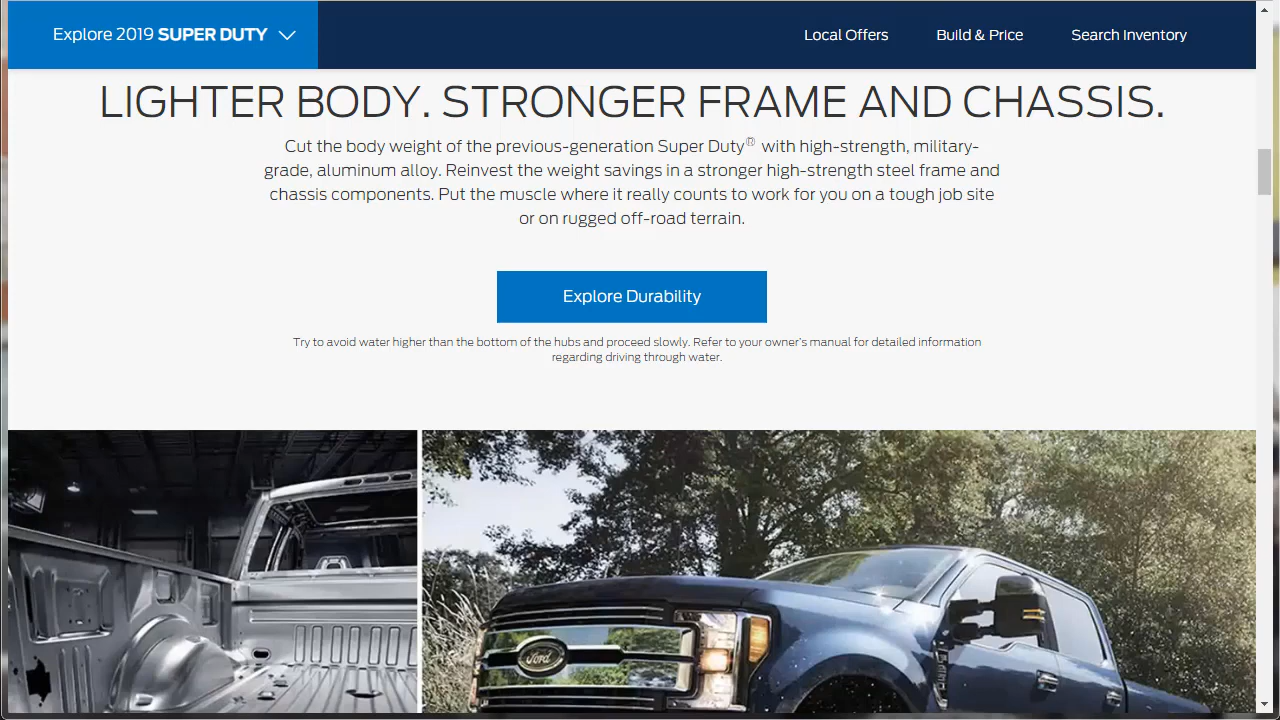 Explore 2019 SUPER DUTY
Local Offers
Build & Price
Search Inventory
LIGHTER BODY. STRONGER FRAME AND CHASSIS.
Cut the body weight of the previous-generation Super Duty® with high-strength, military-
grade, aluminum alloy. Reinvest the weight savings in a stronger high-strength steel frame and
chassis components. Put the muscle where it really counts to work for you on a tough job site
or on rugged off-road terrain.
Explore Durability
Try to avoid water higher than the bottom of the hubs and proceed slowly. Refer to your owner's manual for detailed information
regarding driving through water.
Ford